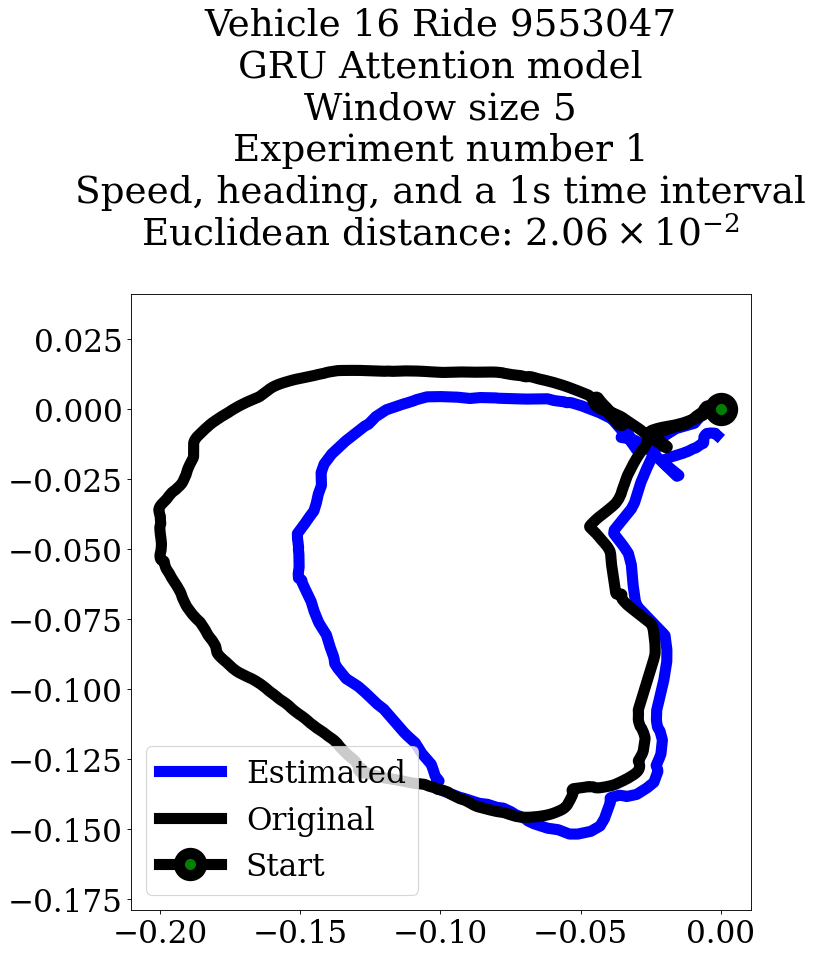 Vehicle 16 Ride 9553047
GRU Attention model
Window size 5
Experiment number 1
Speed, heading, and a 1s time interval
Euclidean distance: 2.06 × 10⁻²
0.025
0.000
−0.025
−0.050
−0.075
−0.100
−0.125
−0.150
−0.175
Estimated
Original
Start
−0.20
−0.15
−0.10
−0.05
0.00